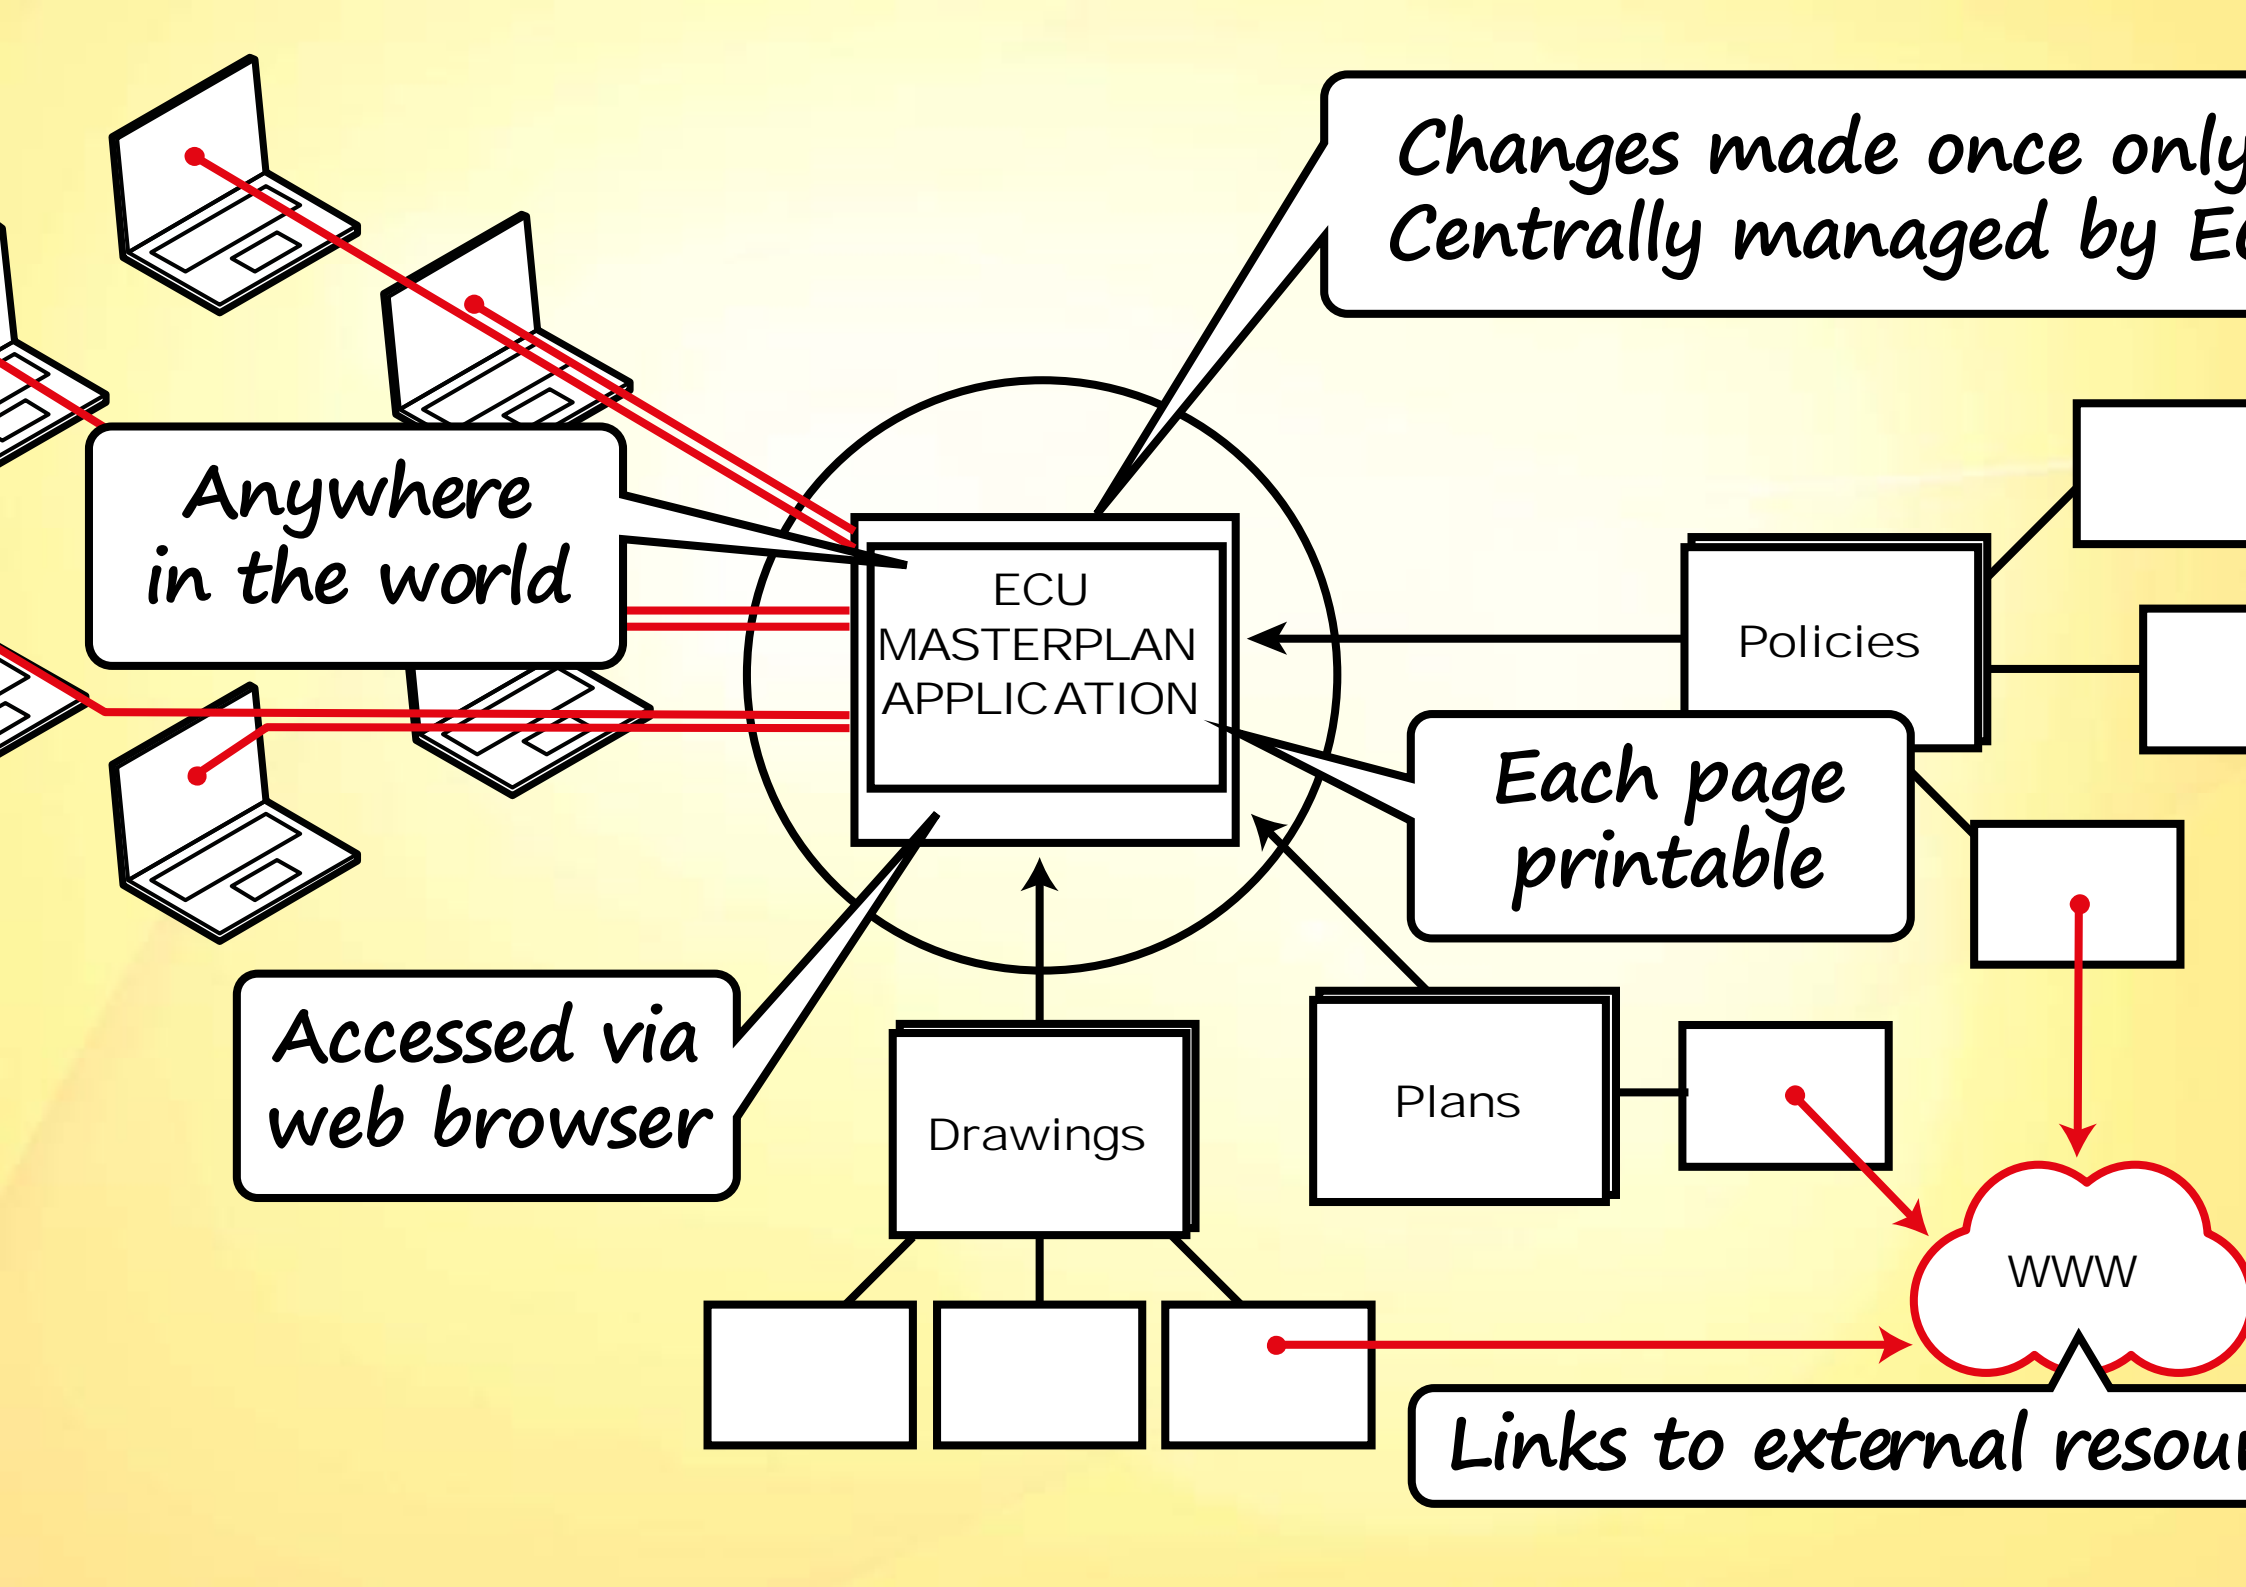 Changes made once only
Centrally managed by
Anywhere
in the world
ECU
MASTERPLAN
APPLICATION
Policies
Each page
printable
Accessed via
web browser
Drawings
Plans
WWW
Links to external